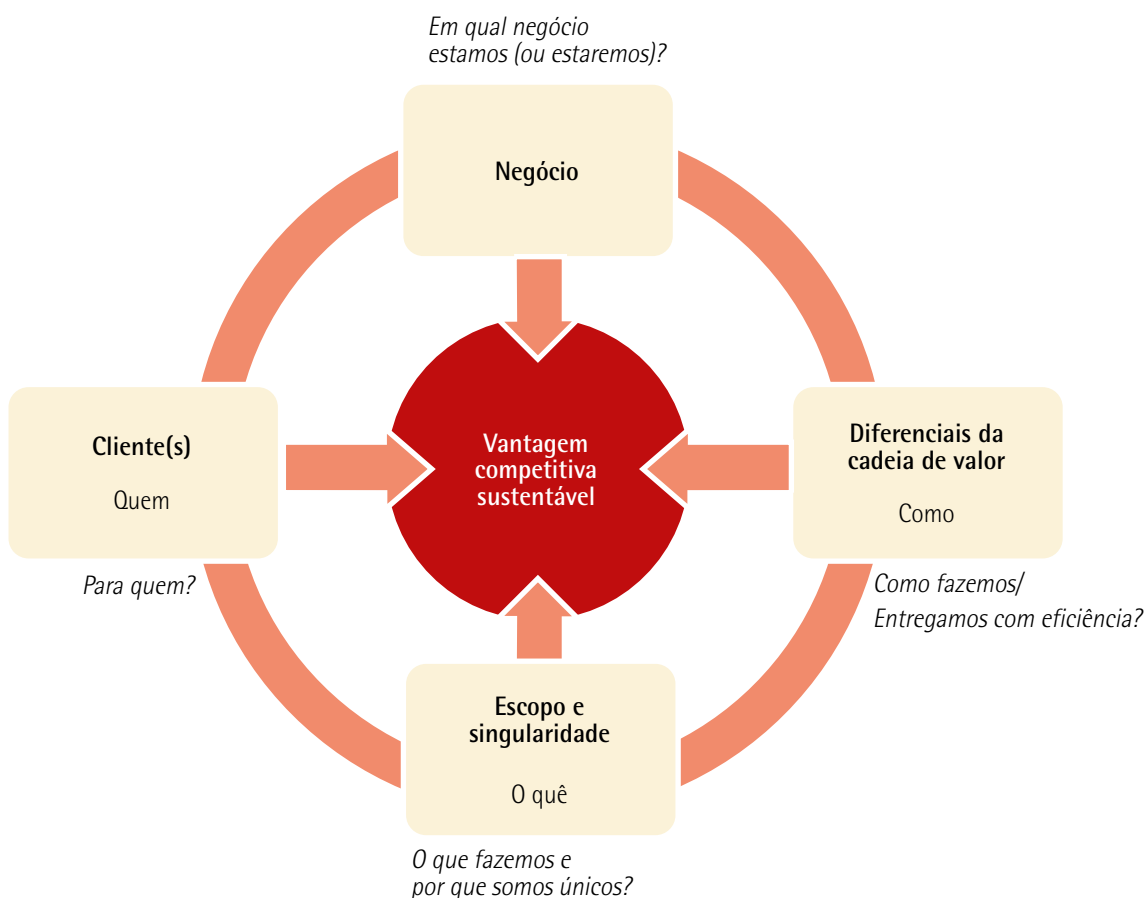 Em qual negócio
estamos (ou estaremos)?
Negócio
Cliente(s)
Quem
Para quem?
Vantagem
competitiva
sustentável
Diferenciais da
cadeia de valor
Como
Como fazemos/
Entregamos com eficiência?
Escopo e
singularidade
O quê
O que fazemos e
por que somos únicos?